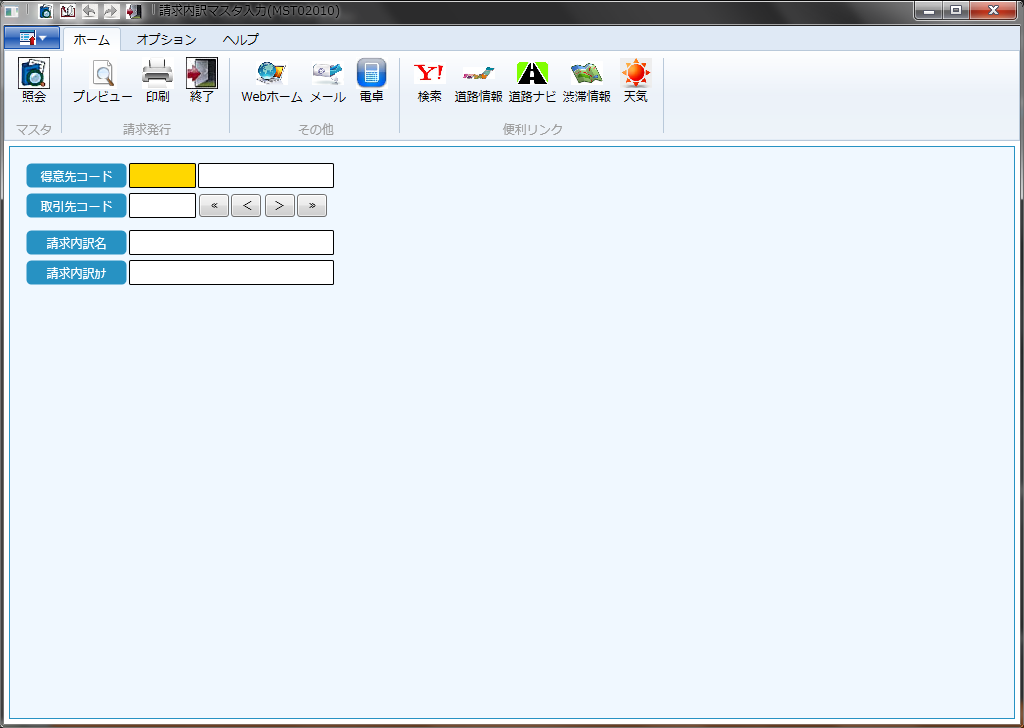 請求内訳マスタ入力(MST02010)
ホーム オプション ヘルプ
照会 プレビュー 印刷 終了 Webホーム メール 電卓 Y! 検索 道路情報 道路ナビ 渋滞情報 天気
マスタ 請求発行 その他 便利リンク
得意先コード
取引先コード « < > »
請求内訳名
請求内訳ｶﾅ